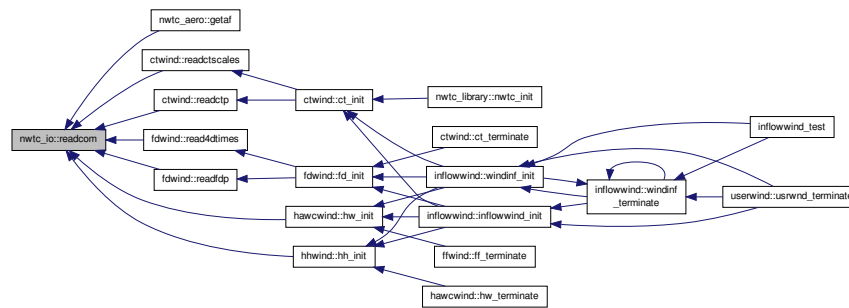 nwtc_aero::getaf
ctwind::readctscales
ctwind::readctp
ctwind::ct_init
nwtc_library::nwtc_init
nwtc_io::readcom
fdwind::read4dtimes
ctwind::ct_terminate
inflowwind_test
fdwind::readfdp
fdwind::fd_init
inflowwind::windinf_init
inflowwind::windinf
_terminate
userwind::usrwnd_terminate
hawcwind::hw_init
inflowwind::inflowwind_init
hhwind::hh_init
ffwind::ff_terminate
hawcwind::hw_terminate